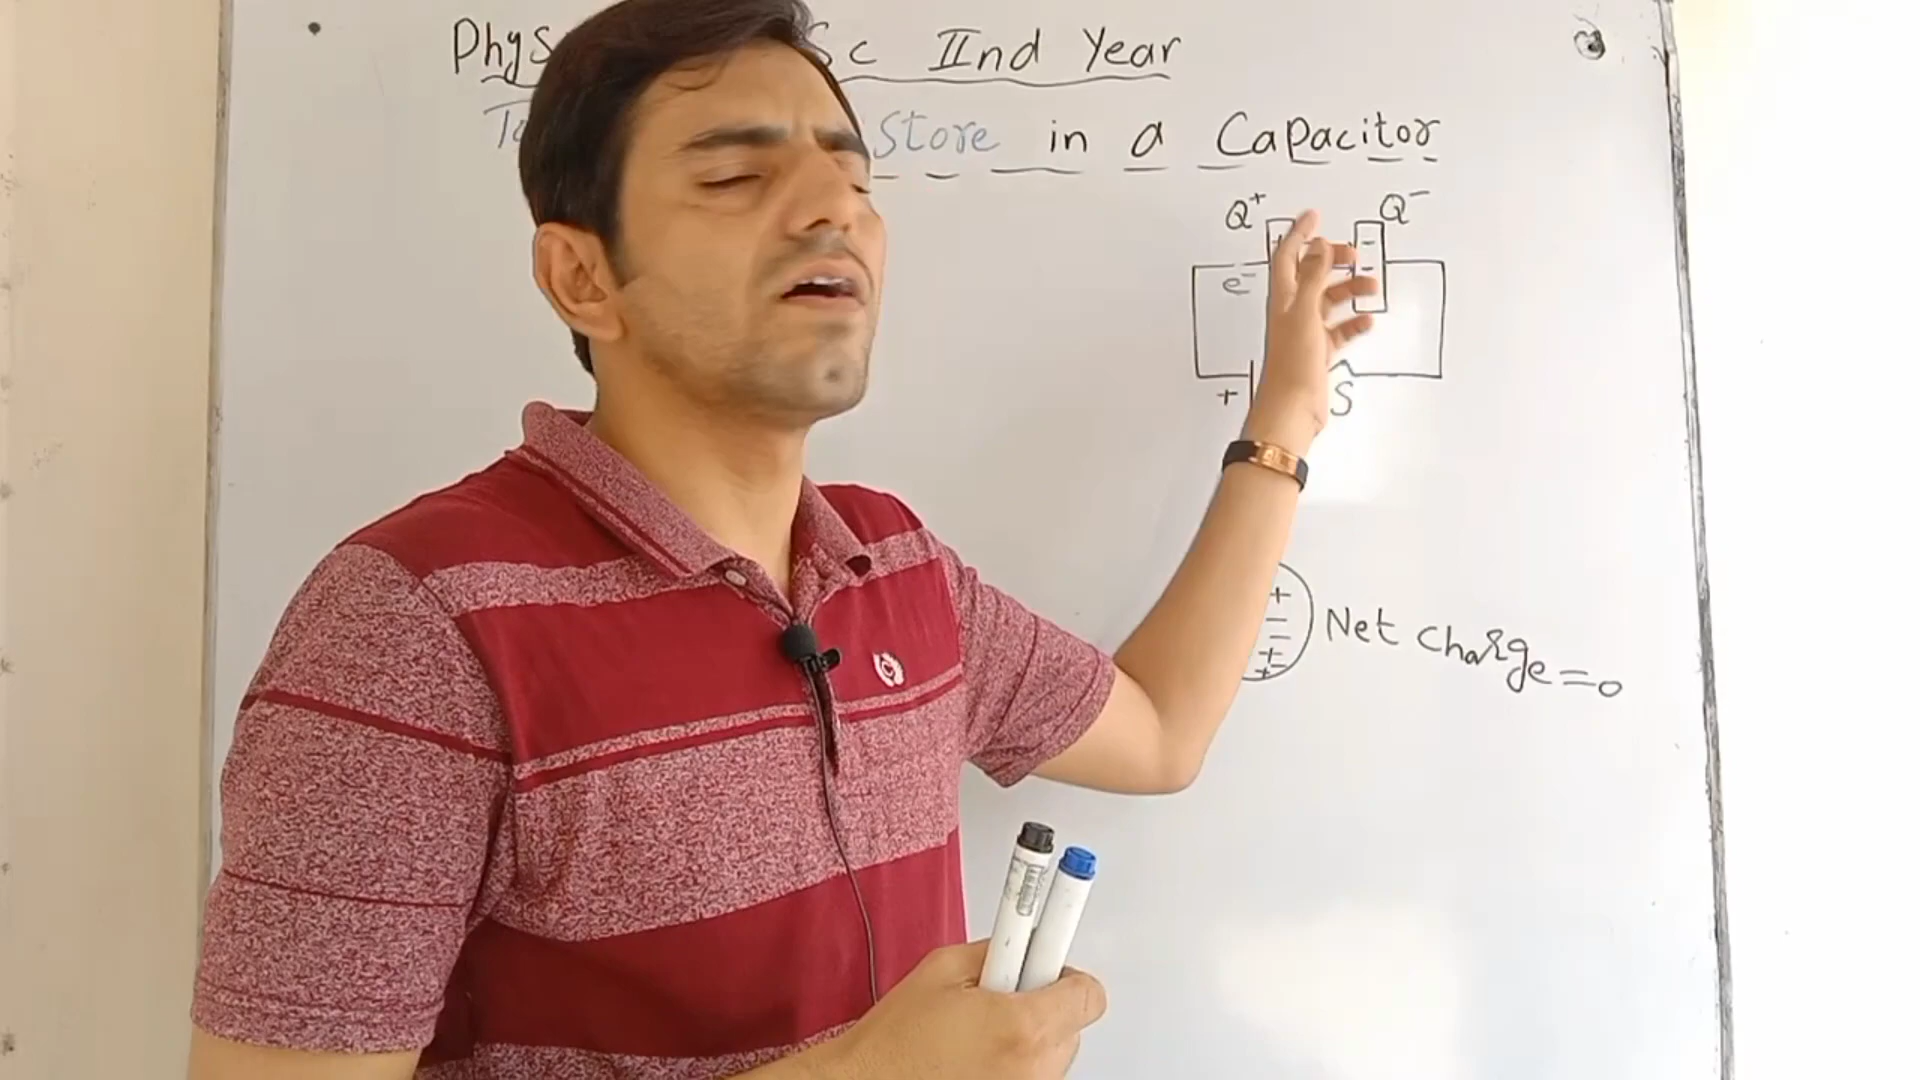 Phys Sc IInd Year
Store in a Capacitor
Q+ Q-
+ - -
e-
+ S
+ - - + +- Net Charge = 0